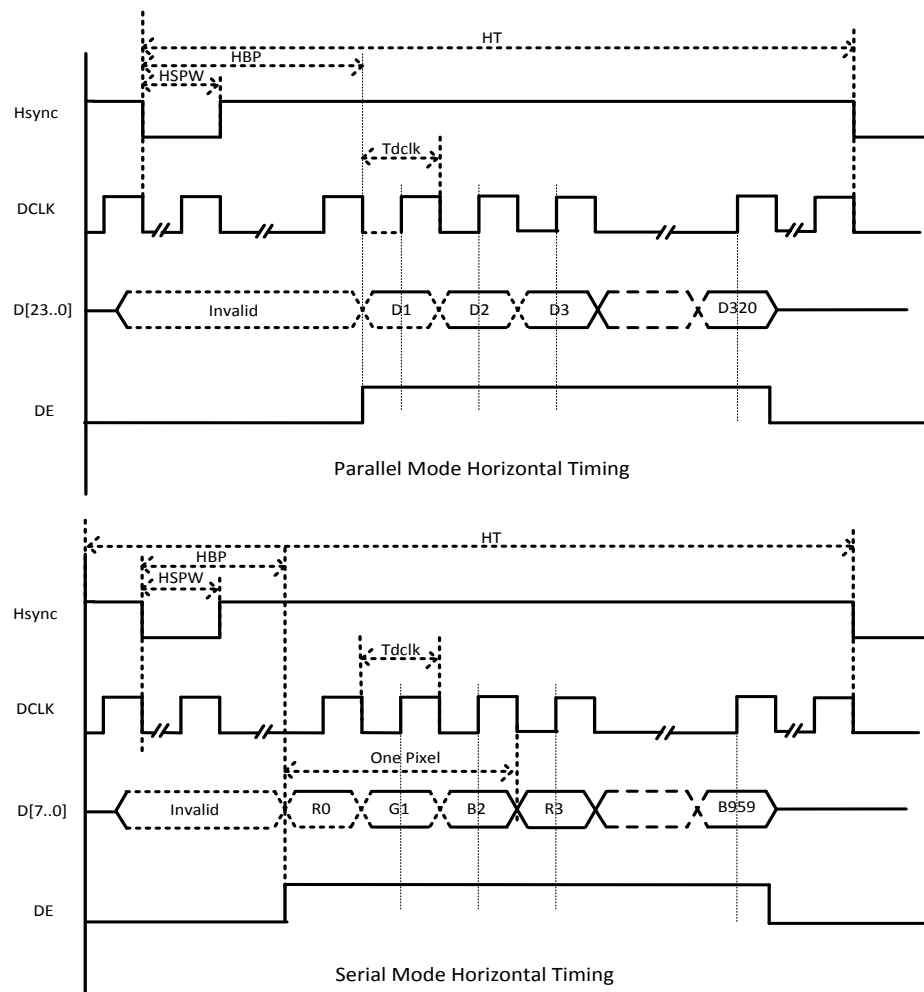 HT
HBP
HSPW
Hsync
Tdclk
DCLK
D[23..0] Invalid D1 D2 D3 D320
DE
Parallel Mode Horizontal Timing
HT
HBP
HSPW
Hsync
Tdclk
DCLK
One Pixel
D[7..0] Invalid R0 G1 B2 R3 B959
DE
Serial Mode Horizontal Timing